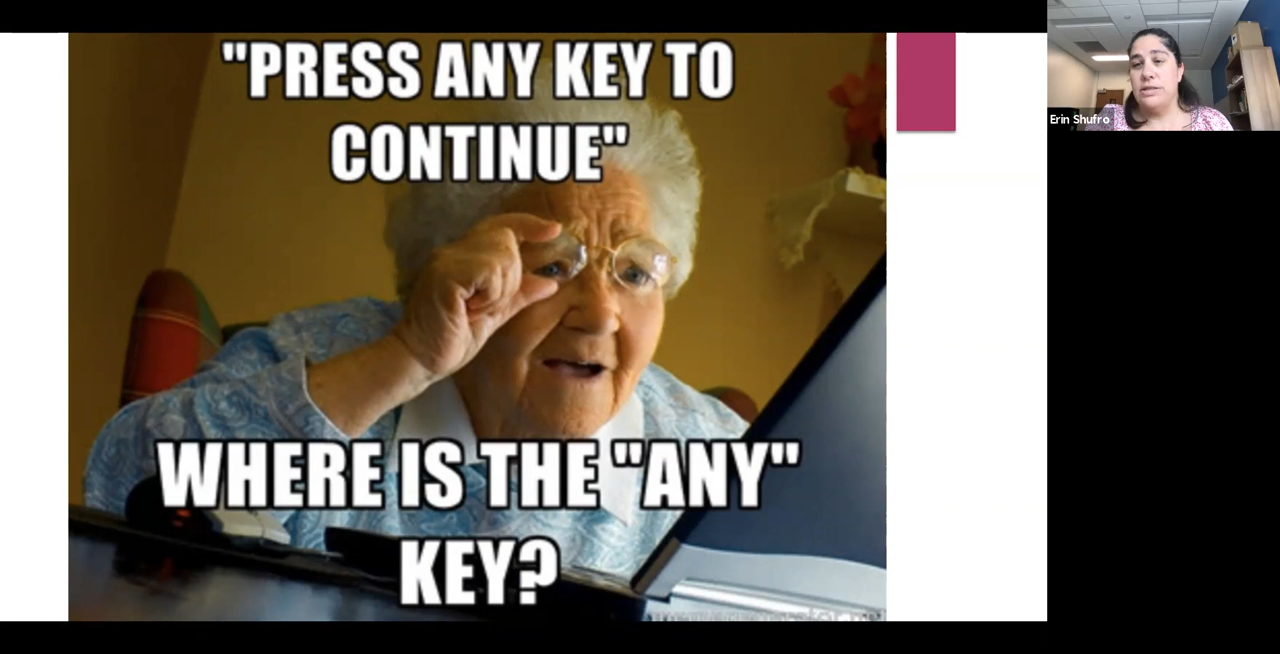 "PRESS ANY KEY TO
CONTINUE"
WHERE IS THE "ANY"
KEY?
Erin Shufro